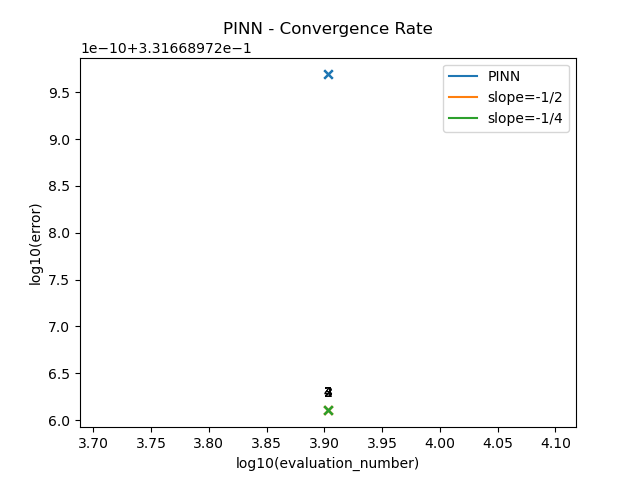 PINN - Convergence Rate
1e−10+3.31668972e−1
PINN
slope=-1/2
slope=-1/4
9.5
9.0
8.5
8.0
7.5
7.0
6.5
6.0
log10(error)
3.70
3.75
3.80
3.85
3.90
3.95
4.00
4.05
4.10
log10(evaluation_number)